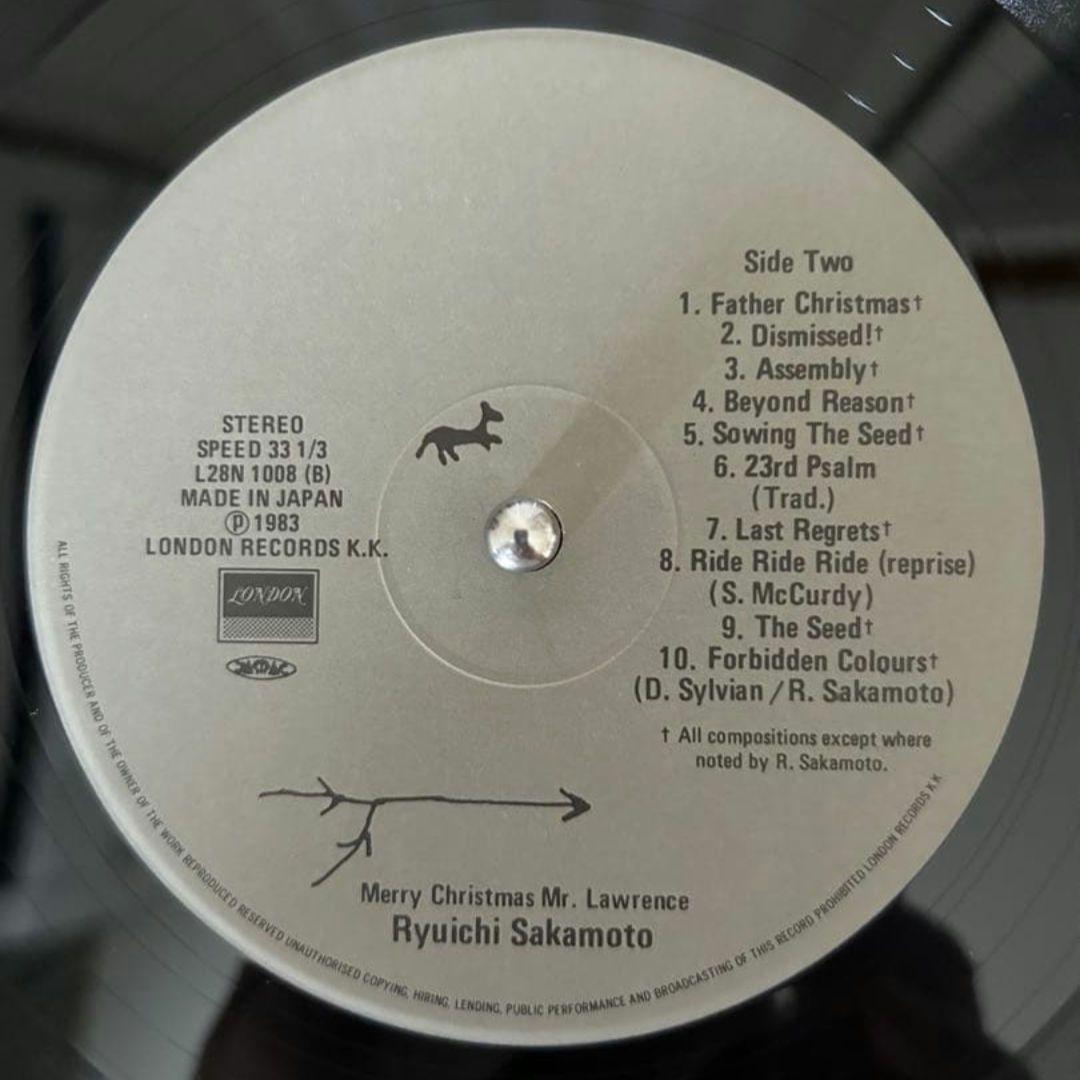 Side Two
1. Father Christmas†
2. Dismissed!†
3. Assembly†
4. Beyond Reason†
5. Sowing The Seed†
6. 23rd Psalm
(Trad.)
7. Last Regrets†
8. Ride Ride Ride (reprise)
(S. McCurdy)
9. The Seed†
10. Forbidden Colours†
(D. Sylvian / R. Sakamoto)
† All compositions except where
noted by R. Sakamoto.
STEREO
SPEED 33 1/3
L28N 1008 (B)
MADE IN JAPAN
Ⓟ 1983
LONDON RECORDS K.K.
LONDON
Merry Christmas Mr. Lawrence
Ryuichi Sakamoto
ALL RIGHTS OF THE PRODUCER AND OF THE OWNER OF THE WORK REPRODUCED RESERVED UNAUTHORISED COPYING, HIRING, LENDING, PUBLIC PERFORMANCE AND BROADCASTING OF THIS RECORD PROHIBITED LONDON RECORDS K.K